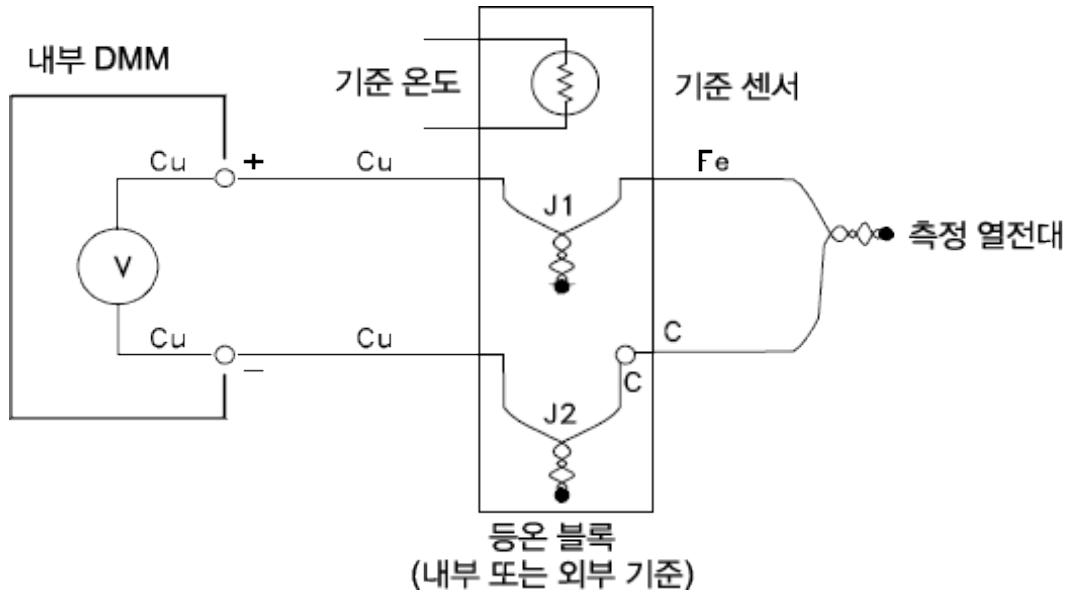 내부 DMM
기준 온도
기준 센서
Cu
+
Cu
Fe
J1
V
측정 열전대
Cu
−
Cu
C
C
J2
등온 블록
(내부 또는 외부 기준)